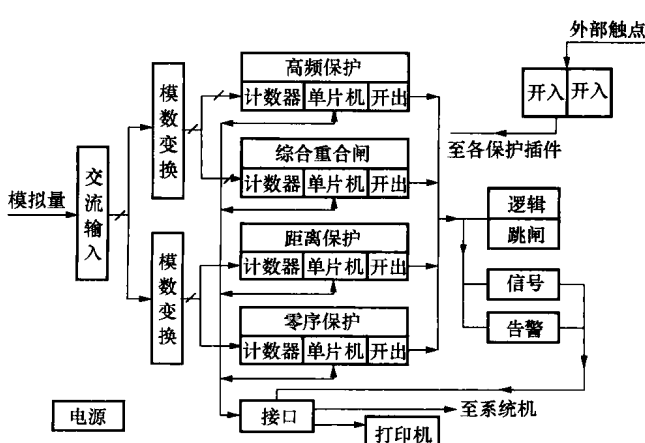 外部触点
高频保护
计数器 单片机 开出
模数变换
开入 开入
至各保护插件
综合重合闸
计数器 单片机 开出
模拟量
交流输入
逻辑
跳闸
距离保护
计数器 单片机 开出
模数变换
信号
零序保护
告警
计数器 单片机 开出
电源
接口
至系统机
打印机